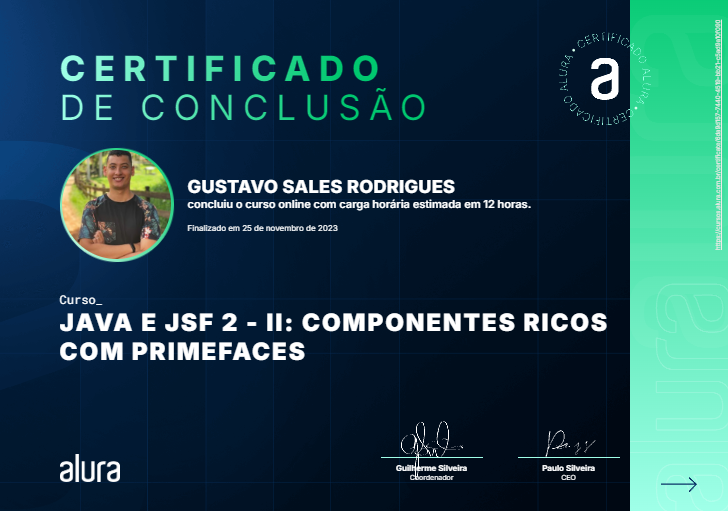 CERTIFICADO
DE CONCLUSÃO
CERTIFICADO ALURA • CERTIFICADO ALURA •
a
GUSTAVO SALES RODRIGUES
concluiu o curso online com carga horária estimada em 12 horas.
Finalizado em 25 de novembro de 2023
Curso_
JAVA E JSF 2 - II: COMPONENTES RICOS
COM PRIMEFACES
alura
Guilherme Silveira
Coordenador
Paulo Silveira
CEO
alura